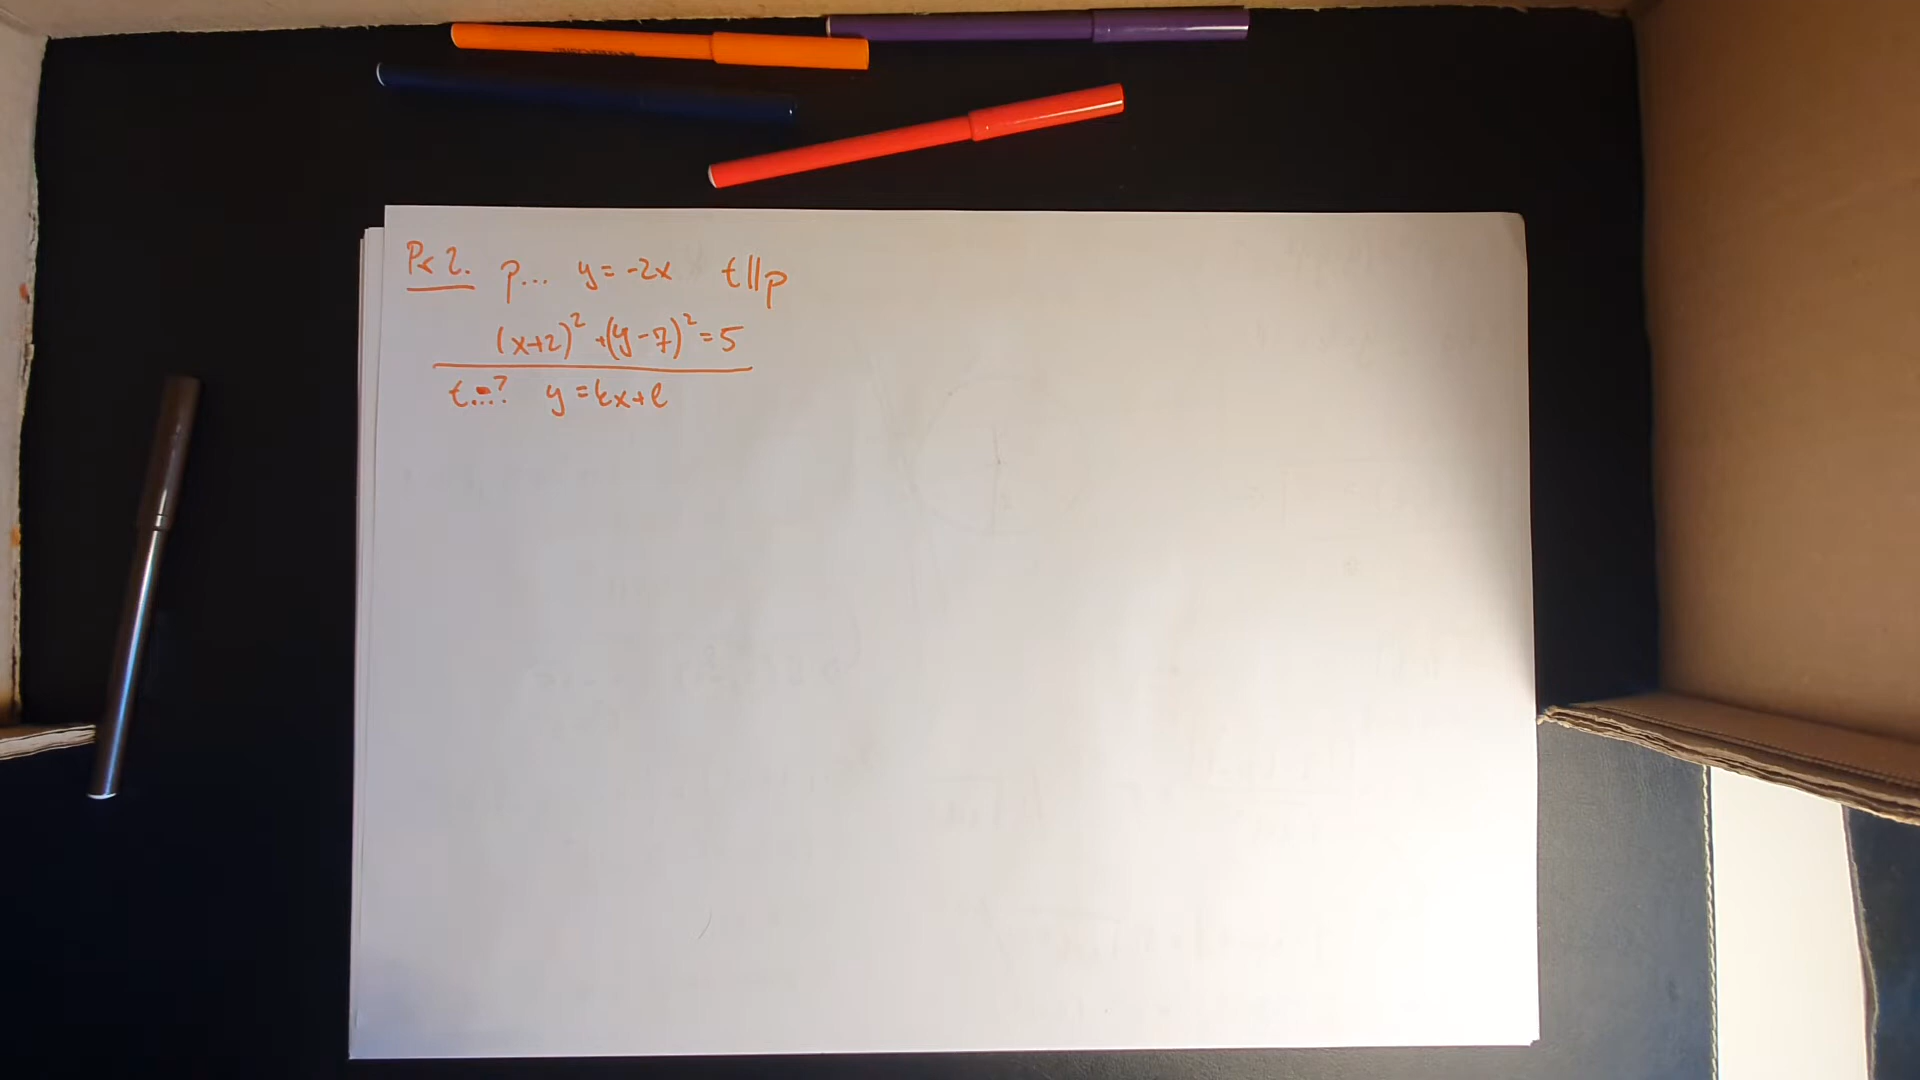 Pr 2. p... y = -2x t||p
(x+2)² + (y-7)² = 5
t...? y = kx + l